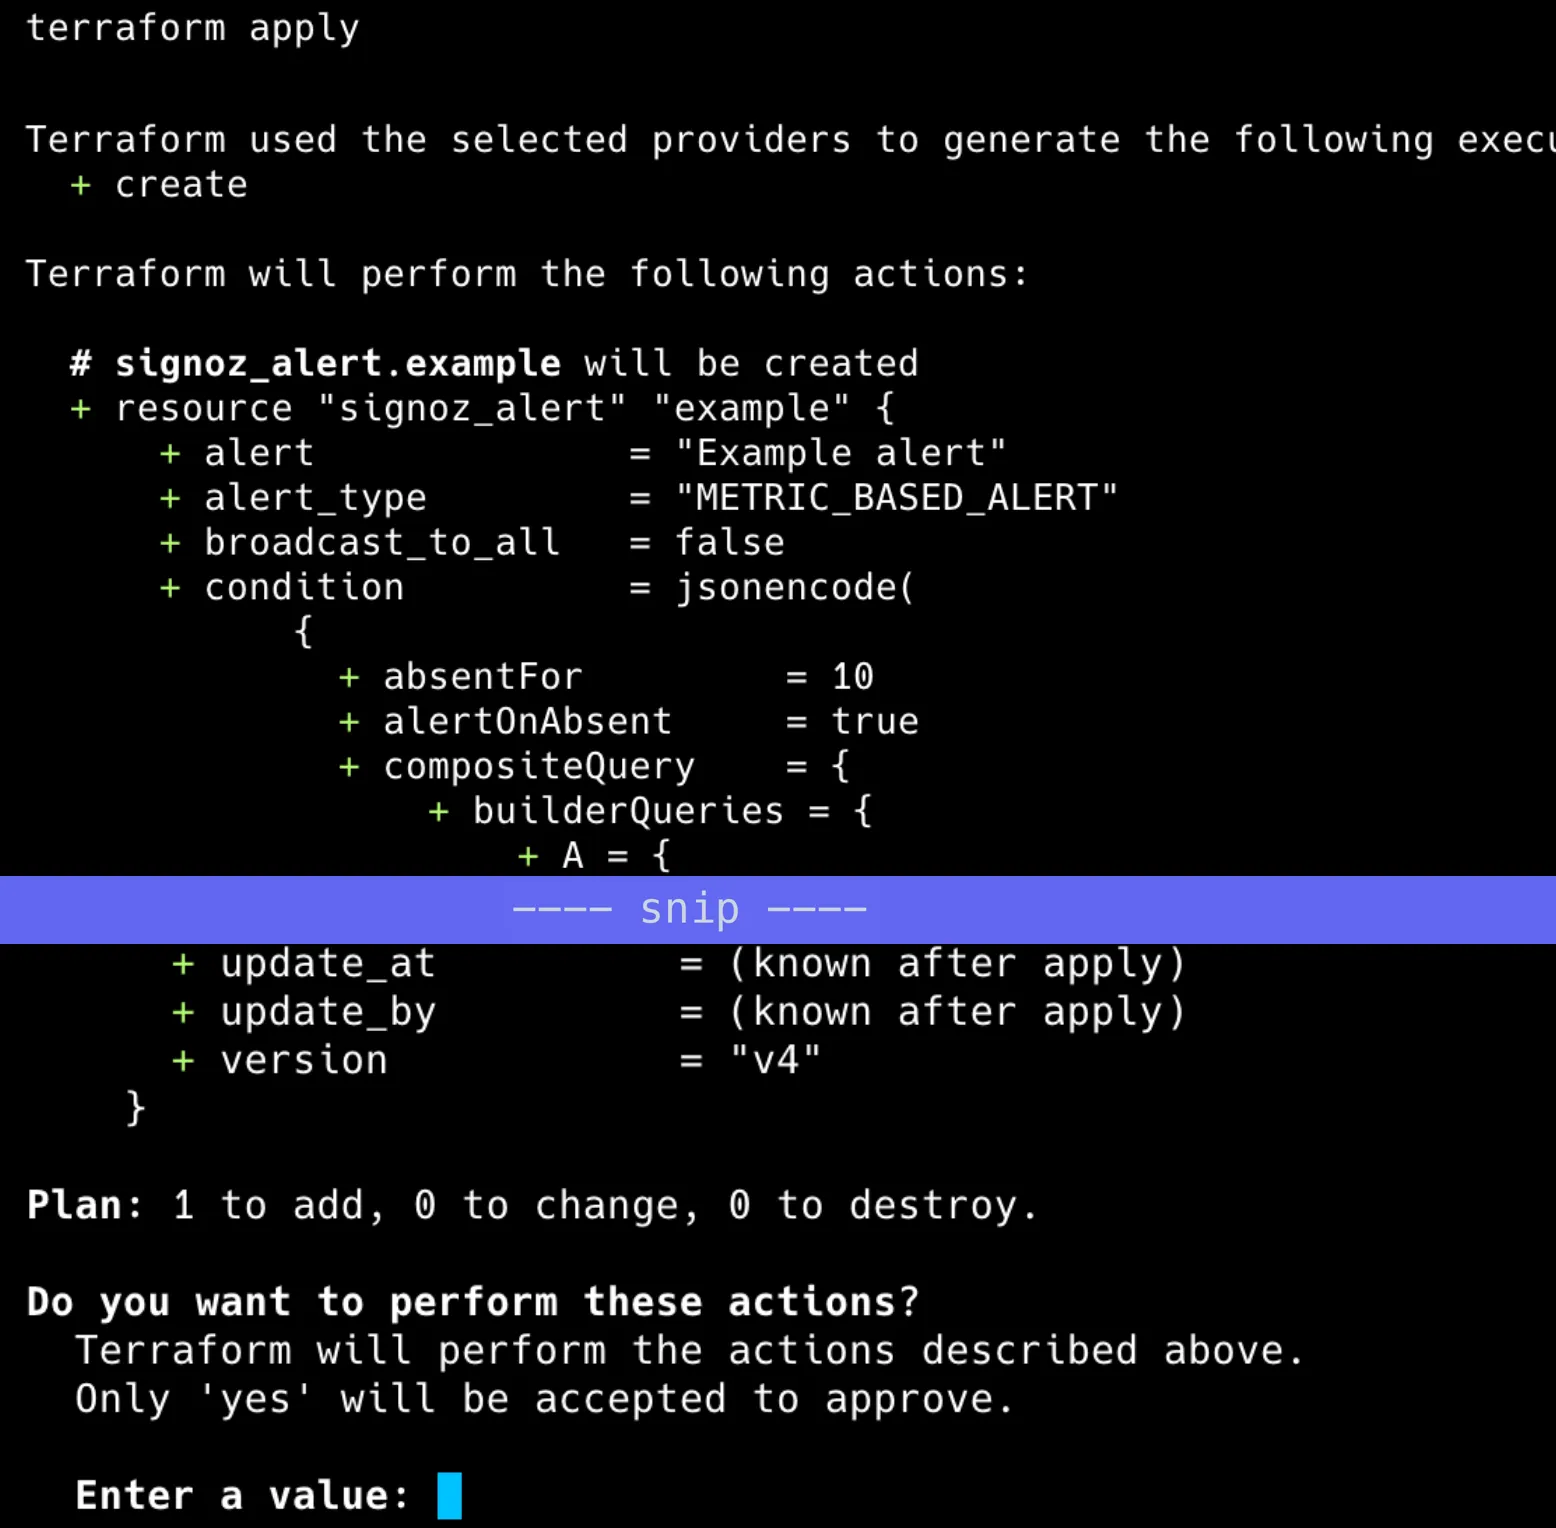 terraform apply
Terraform used the selected providers to generate the following execu
+ create
Terraform will perform the following actions:
# signoz_alert.example will be created
+ resource "signoz_alert" "example" {
+ alert = "Example alert"
+ alert_type = "METRIC_BASED_ALERT"
+ broadcast_to_all = false
+ condition = jsonencode(
{
+ absentFor = 10
+ alertOnAbsent = true
+ compositeQuery = {
+ builderQueries = {
+ A = {
---- snip ----
+ update_at = (known after apply)
+ update_by = (known after apply)
+ version = "v4"
}
Plan: 1 to add, 0 to change, 0 to destroy.
Do you want to perform these actions?
Terraform will perform the actions described above.
Only 'yes' will be accepted to approve.
Enter a value: